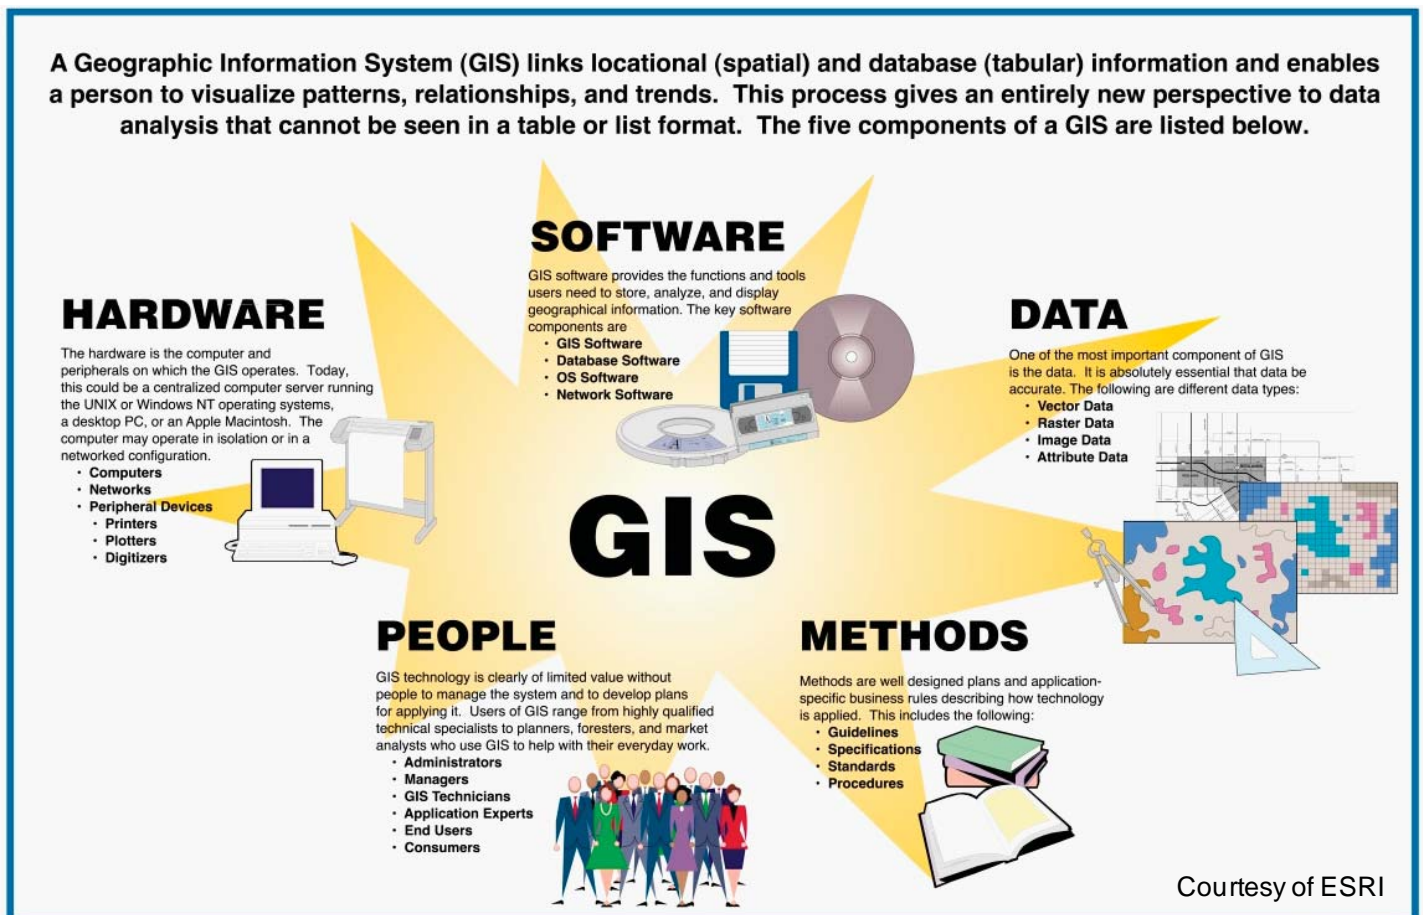 A Geographic Information System (GIS) links locational (spatial) and database (tabular) information and enables
a person to visualize patterns, relationships, and trends.  This process gives an entirely new perspective to data
analysis that cannot be seen in a table or list format.  The five components of a GIS are listed below.
HARDWARE
The hardware is the computer and
peripherals on which the GIS operates.  Today,
this could be a centralized computer server running
the UNIX or Windows NT operating systems,
a desktop PC, or an Apple Macintosh.  The
computer may operate in isolation or in a
networked configuration.
· Computers
· Networks
· Peripheral Devices
· Printers
· Plotters
· Digitizers
SOFTWARE
GIS software provides the functions and tools
users need to store, analyze, and display
geographical information. The key software
components are
· GIS Software
· Database Software
· OS Software
· Network Software
DATA
One of the most important component of GIS
is the data.  It is absolutely essential that data be
accurate. The following are different data types:
· Vector Data
· Raster Data
· Image Data
· Attribute Data
GIS
PEOPLE
GIS technology is clearly of limited value without
people to manage the system and to develop plans
for applying it.  Users of GIS range from highly qualified
technical specialists to planners, foresters, and market
analysts who use GIS to help with their everyday work.
· Administrators
· Managers
· GIS Technicians
· Application Experts
· End Users
· Consumers
METHODS
Methods are well designed plans and application-
specific business rules describing how technology
is applied.  This includes the following:
· Guidelines
· Specifications
· Standards
· Procedures
Courtesy of ESRI